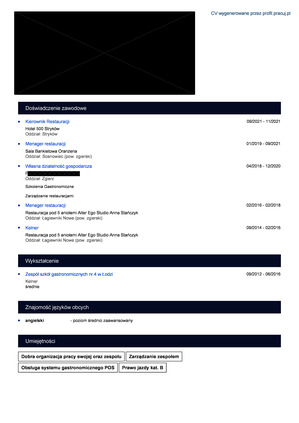 CV wygenerowane przez profil.pracuj.pl
Doświadczenie zawodowe
Kierownik Restauracji 09/2021 - 11/2021
Hotel 500 Stryków
Oddział: Stryków
Menager restauracji 01/2019 - 09/2021
Sala Bankietowa Oranżeria
Oddział: Sosnowiec (pow. zgierski)
Własna działalność gospodarcza 04/2018 - 12/2020
Oddział: Zgierz
Szkolenia Gastronomiczne
Zarządzanie restauracjami
Menager restauracji 02/2016 - 02/2018
Restauracja pod 5 aniołami Alter Ego Studio Anna Stańczyk
Oddział: Łagiewniki Nowe (pow. zgierski)
Kelner 09/2014 - 02/2016
Restauracja pod 5 aniołami Alter Ego Studio Anna Stańczyk
Oddział: Łagiewniki Nowe (pow. zgierski)
Wykształcenie
Zespół szkół gastronomicznych nr.4 w Łodzi 09/2012 - 06/2016
Kelner
średnie
Znajomość języków obcych
angielski - poziom średnio zaawansowany
Umiejętności
Dobra organizacja pracy swojej oraz zespołu Zarządzanie zespołem
Obsługa systemu gastronomicznego POS Prawo jazdy kat. B